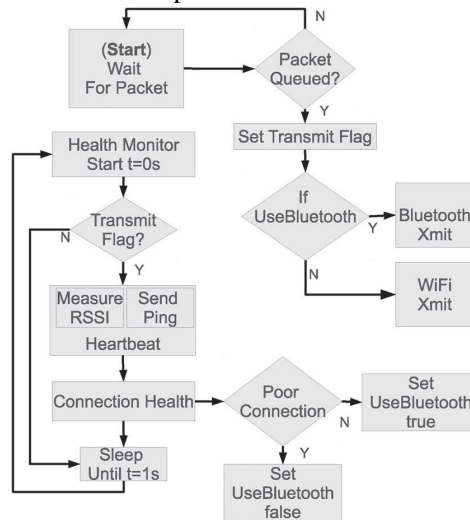 N
(Start)
Wait
For Packet
Packet
Queued?
Y
Set Transmit Flag
Health Monitor
Start t=0s
If
UseBluetooth
Y
Bluetooth
Xmit
N
Transmit
Flag?
Y
N
WiFi
Xmit
Measure
RSSI
Send
Ping
Heartbeat
Connection Health
Poor
Connection
N
Set
UseBluetooth
true
Y
Sleep
Until t=1s
Set
UseBluetooth
false